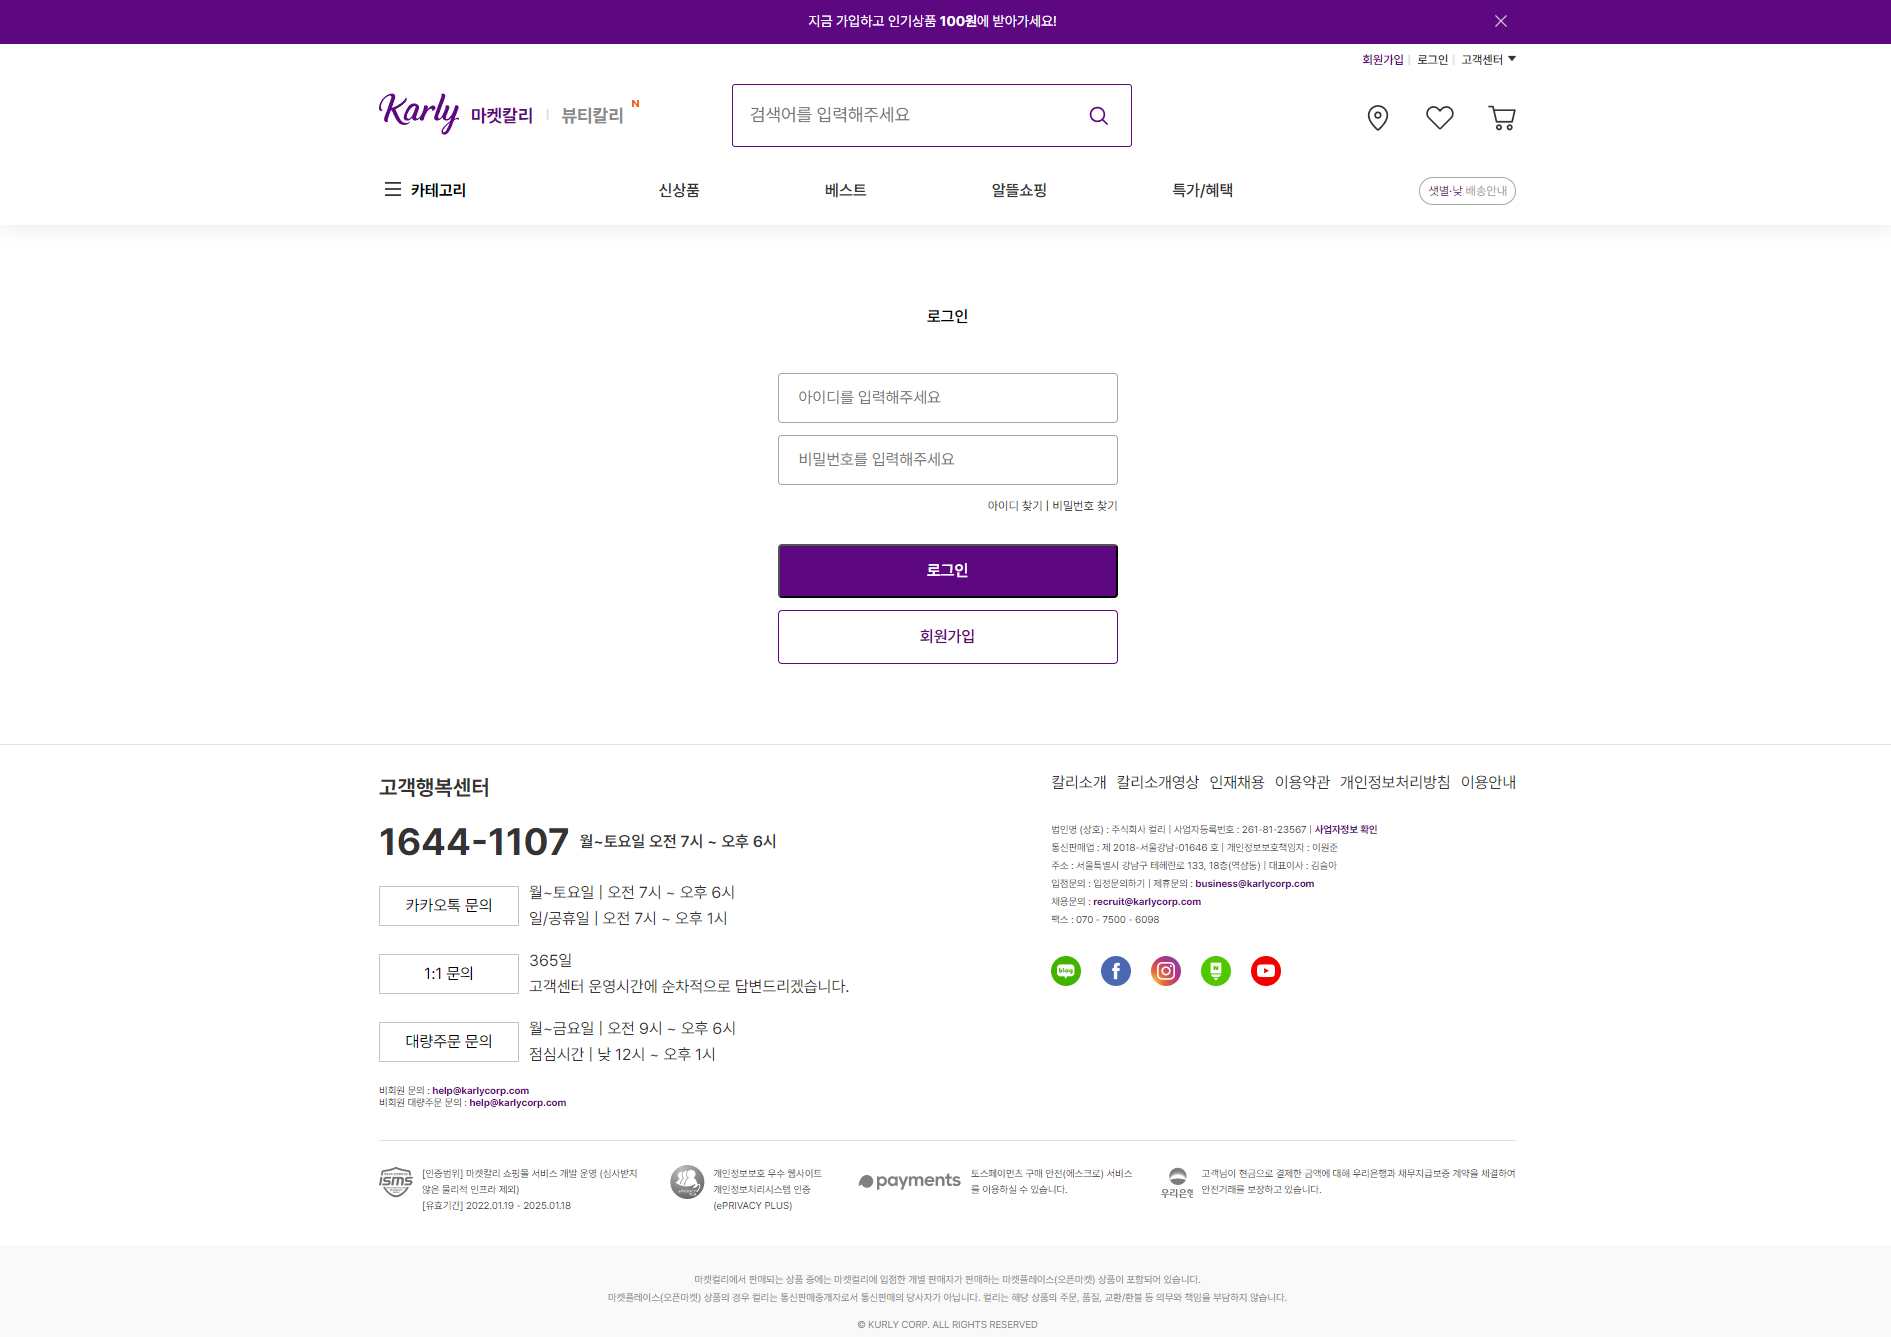 지금 가입하고 인기상품 100원에 받아가세요!
회원가입 | 로그인 | 고객센터
Karly 마켓칼리 | 뷰티칼리 N
검색어를 입력해주세요
카테고리 신상품 베스트 알뜰쇼핑 특가/혜택 샛별·낮 배송안내
로그인
아이디를 입력해주세요
비밀번호를 입력해주세요
아이디 찾기 | 비밀번호 찾기
로그인
회원가입
고객행복센터
1644-1107 월~토요일 오전 7시 ~ 오후 6시
카카오톡 문의
월~토요일 | 오전 7시 ~ 오후 6시
일/공휴일 | 오전 7시 ~ 오후 1시
1:1 문의
365일
고객센터 운영시간에 순차적으로 답변드리겠습니다.
대량주문 문의
월~금요일 | 오전 9시 ~ 오후 6시
점심시간 | 낮 12시 ~ 오후 1시
비회원 문의 : help@karlycorp.com
비회원 대량주문 문의 : help@karlycorp.com
칼리소개 칼리소개영상 인재채용 이용약관 개인정보처리방침 이용안내
법인명 (상호) : 주식회사 컬리 | 사업자등록번호 : 261-81-23567 | 사업자정보 확인
통신판매업 : 제 2018-서울강남-01646 호 | 개인정보보호책임자 : 이원준
주소 : 서울특별시 강남구 테헤란로 133, 18층(역삼동) | 대표이사 : 김슬아
입점문의 : 입정문의하기 | 제휴문의 : business@karlycorp.com
채용문의 : recruit@karlycorp.com
팩스 : 070 - 7500 - 6098
blog
N
ISMS
[인증범위] 마켓칼리 쇼핑몰 서비스 개발 운영 (심사받지
않은 물리적 인프라 제외)
[유효기간] 2022.01.19 - 2025.01.18
개인정보보호 우수 웹사이트
개인정보처리시스템 인증
(ePRIVACY PLUS)
payments
토스페이먼츠 구매 안전(에스크로) 서비스
를 이용하실 수 있습니다.
우리은행
고객님이 현금으로 결제한 금액에 대해 우리은행과 채무지급보증 계약을 체결하여
안전거래를 보장하고 있습니다.
마켓컬리에서 판매되는 상품 중에는 마켓컬리에 입점한 개별 판매자가 판매하는 마켓플레이스(오픈마켓) 상품이 포함되어 있습니다.
마켓플레이스(오픈마켓) 상품의 경우 컬리는 통신판매중개자로서 통신판매의 당사자가 아닙니다. 컬리는 해당 상품의 주문, 품질, 교환/환불 등 의무와 책임을 부담하지 않습니다.
© KURLY CORP. ALL RIGHTS RESERVED